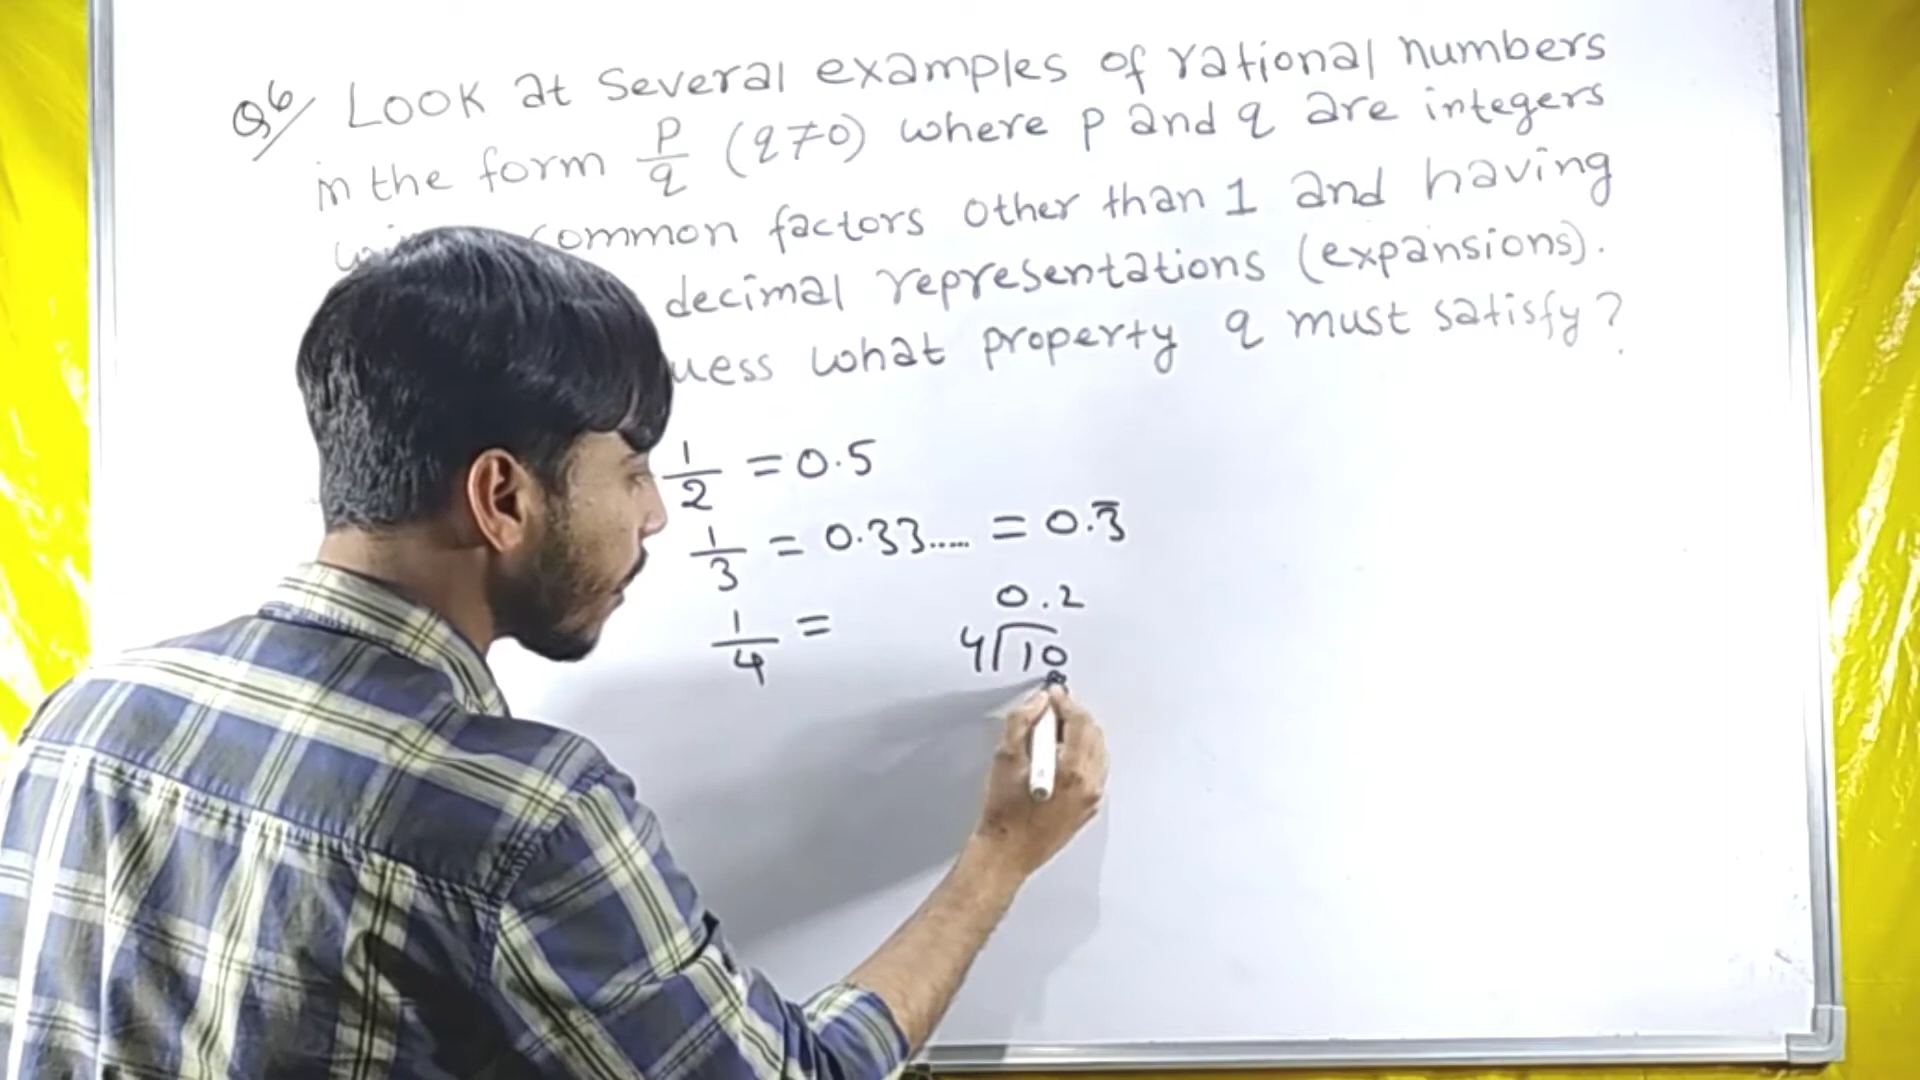 Q6 Look at several examples of rational numbers
in the form p/q (q≠0) where p and q are integers
common factors other than 1 and having
decimal representations (expansions).
what property q must satisfy?
1/2 = 0.5
1/3 = 0.33..... = 0.3̅
0.2
1/4 = 4√10
8